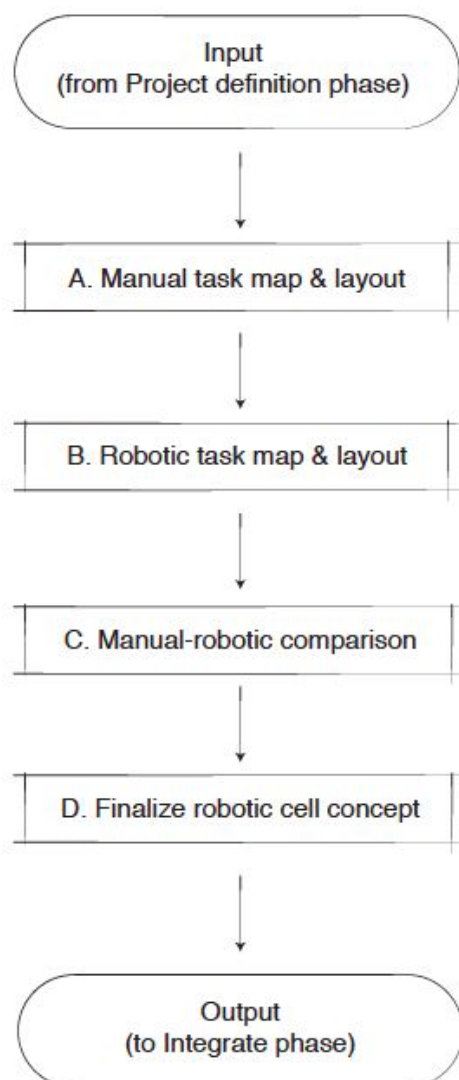 Input
(from Project definition phase)
A. Manual task map & layout
B. Robotic task map & layout
C. Manual-robotic comparison
D. Finalize robotic cell concept
Output
(to Integrate phase)